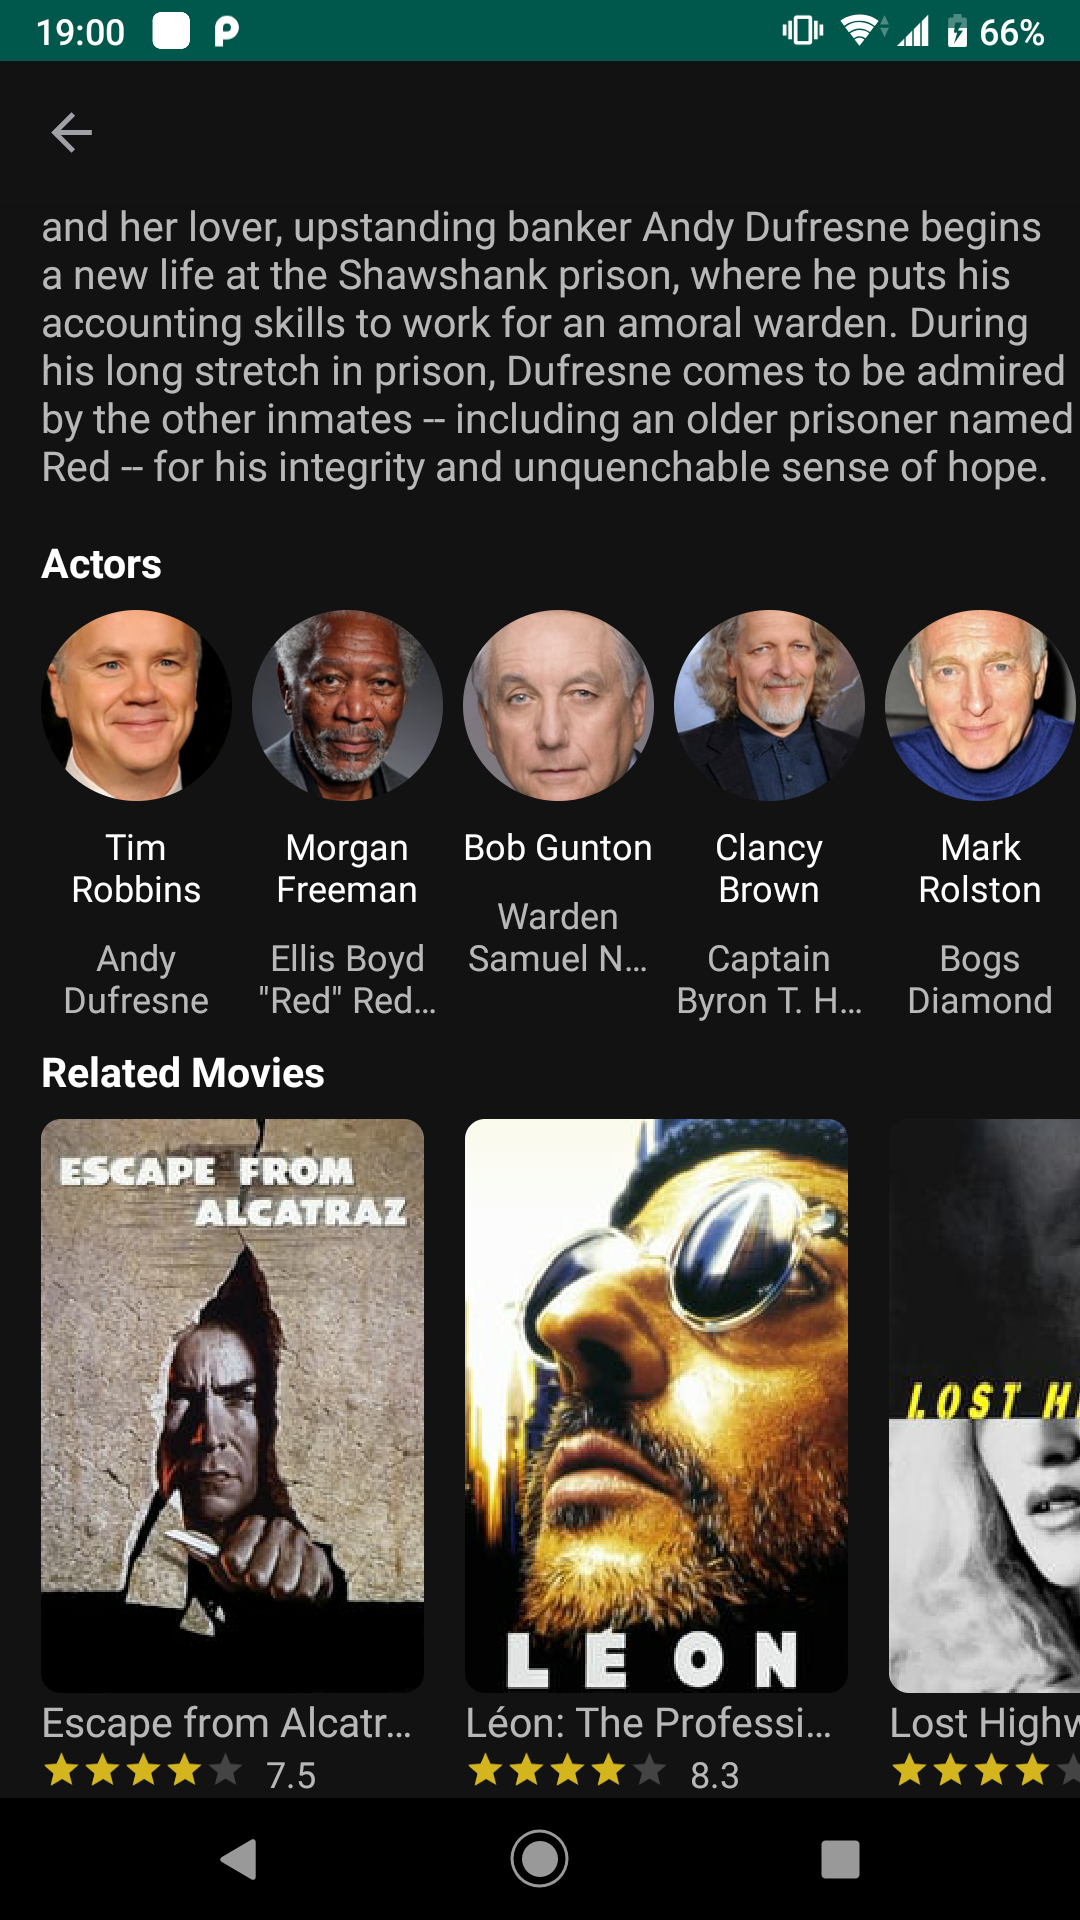 19:00
66%
and her lover, upstanding banker Andy Dufresne begins
a new life at the Shawshank prison, where he puts his
accounting skills to work for an amoral warden. During
his long stretch in prison, Dufresne comes to be admired
by the other inmates -- including an older prisoner named
Red -- for his integrity and unquenchable sense of hope.
Actors
Tim
Robbins
Andy
Dufresne
Morgan
Freeman
Ellis Boyd
"Red" Red...
Bob Gunton
Warden
Samuel N...
Clancy
Brown
Captain
Byron T. H...
Mark
Rolston
Bogs
Diamond
Related Movies
ESCAPE FROM
ALCATRAZ
Escape from Alcatr...
7.5
LEON
Léon: The Professi...
8.3
LOST H
Lost Highw